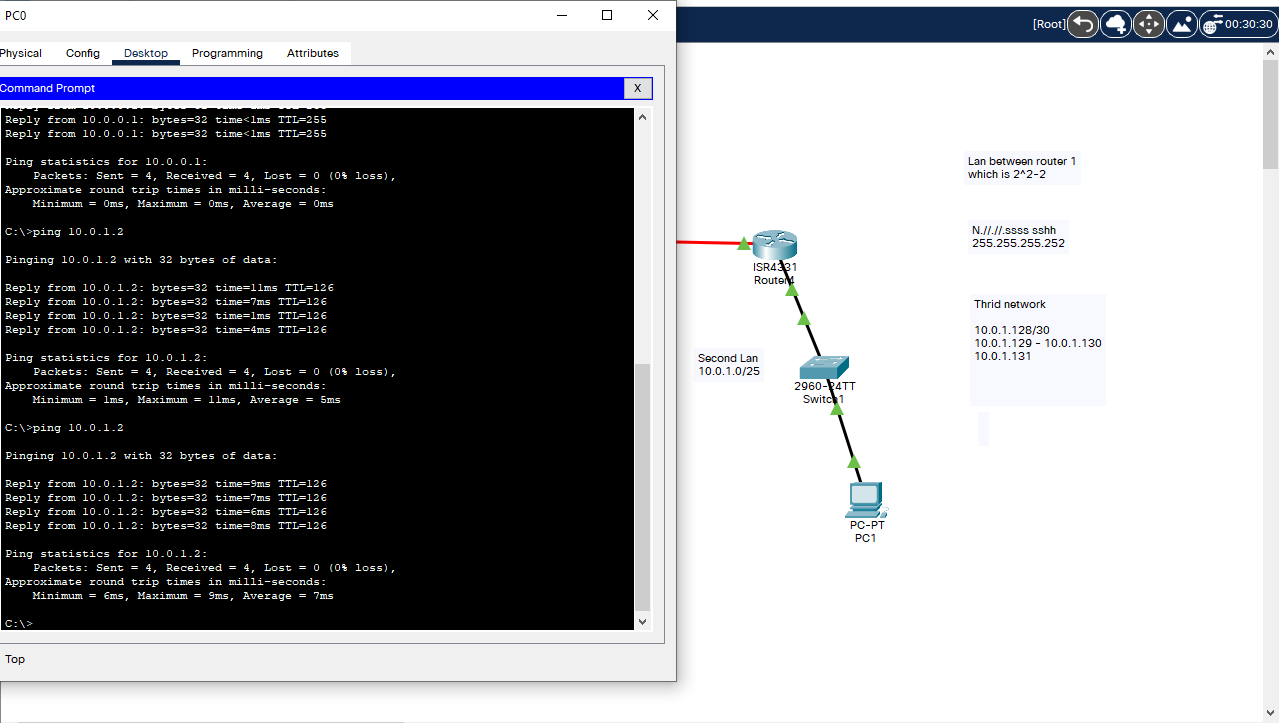 PC0
[Root]
00:30:30
Physical Config Desktop Programming Attributes
Command Prompt
X
Reply from 10.0.0.1: bytes=32 time<1ms TTL=255
Reply from 10.0.0.1: bytes=32 time<1ms TTL=255
Ping statistics for 10.0.0.1:
Packets: Sent = 4, Received = 4, Lost = 0 (0% loss),
Approximate round trip times in milli-seconds:
Minimum = 0ms, Maximum = 0ms, Average = 0ms
C:\>ping 10.0.1.2
Pinging 10.0.1.2 with 32 bytes of data:
Reply from 10.0.1.2: bytes=32 time=11ms TTL=126
Reply from 10.0.1.2: bytes=32 time=7ms TTL=126
Reply from 10.0.1.2: bytes=32 time=1ms TTL=126
Reply from 10.0.1.2: bytes=32 time=4ms TTL=126
Ping statistics for 10.0.1.2:
Packets: Sent = 4, Received = 4, Lost = 0 (0% loss),
Approximate round trip times in milli-seconds:
Minimum = 1ms, Maximum = 11ms, Average = 5ms
C:\>ping 10.0.1.2
Pinging 10.0.1.2 with 32 bytes of data:
Reply from 10.0.1.2: bytes=32 time=9ms TTL=126
Reply from 10.0.1.2: bytes=32 time=7ms TTL=126
Reply from 10.0.1.2: bytes=32 time=6ms TTL=126
Reply from 10.0.1.2: bytes=32 time=8ms TTL=126
Ping statistics for 10.0.1.2:
Packets: Sent = 4, Received = 4, Lost = 0 (0% loss),
Approximate round trip times in milli-seconds:
Minimum = 6ms, Maximum = 9ms, Average = 7ms
C:\>
Top
ISR4331
Router4
Second Lan
10.0.1.0/25
2960-24TT
Switch1
PC-PT
PC1
Lan between router 1
which is 2^2-2
N.//.//.ssss sshh
255.255.255.252
Thrid network
10.0.1.128/30
10.0.1.129 - 10.0.1.130
10.0.1.131